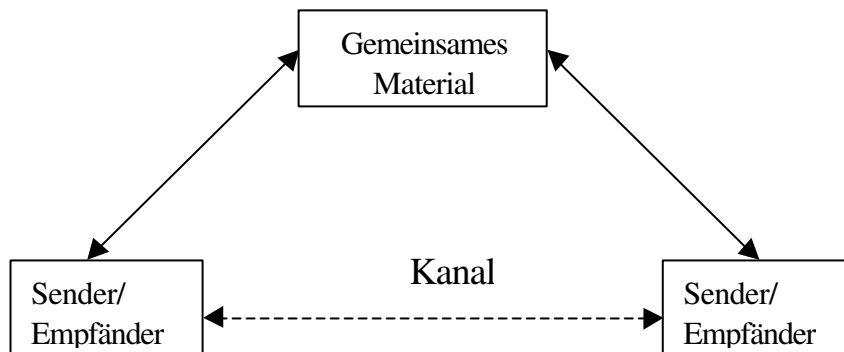 Gemeinsames
Material
Kanal
Sender/
Empfänder
Sender/
Empfänder